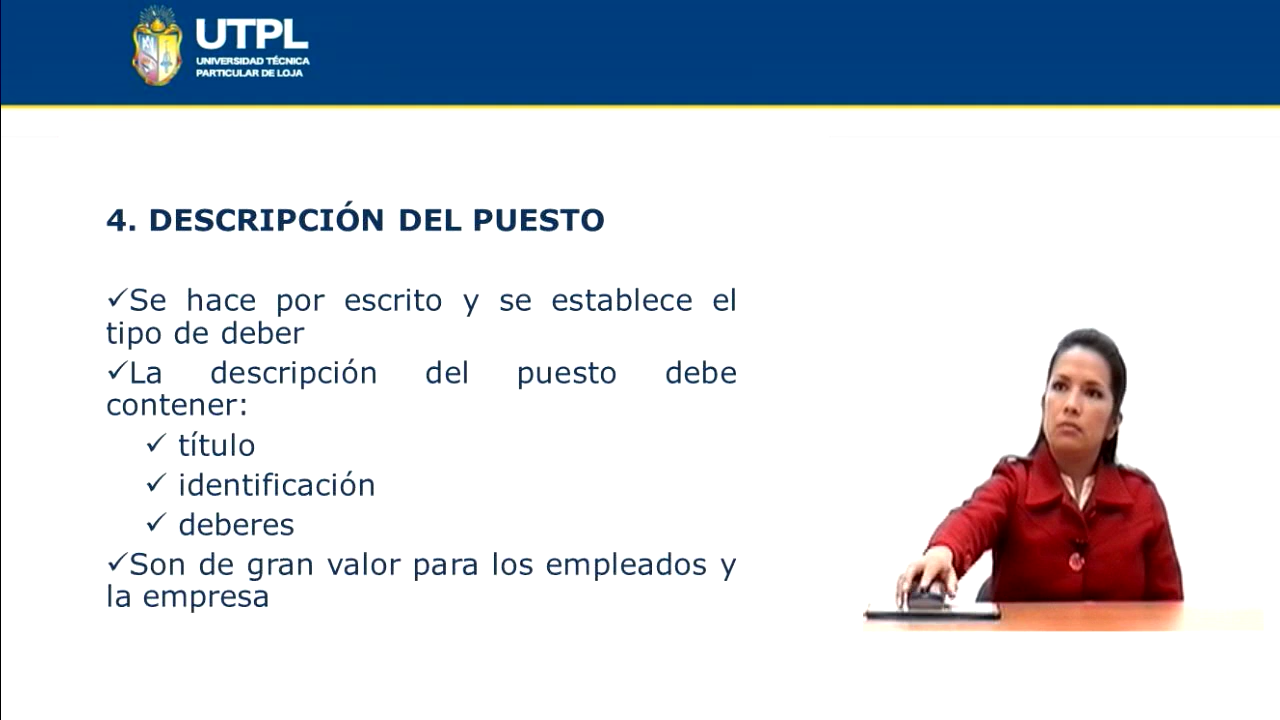 UTPL
UNIVERSIDAD TÉCNICA
PARTICULAR DE LOJA
4. DESCRIPCIÓN DEL PUESTO
✓Se hace por escrito y se establece el
tipo de deber
✓La descripción del puesto debe
contener:
✓ título
✓ identificación
✓ deberes
✓Son de gran valor para los empleados y
la empresa